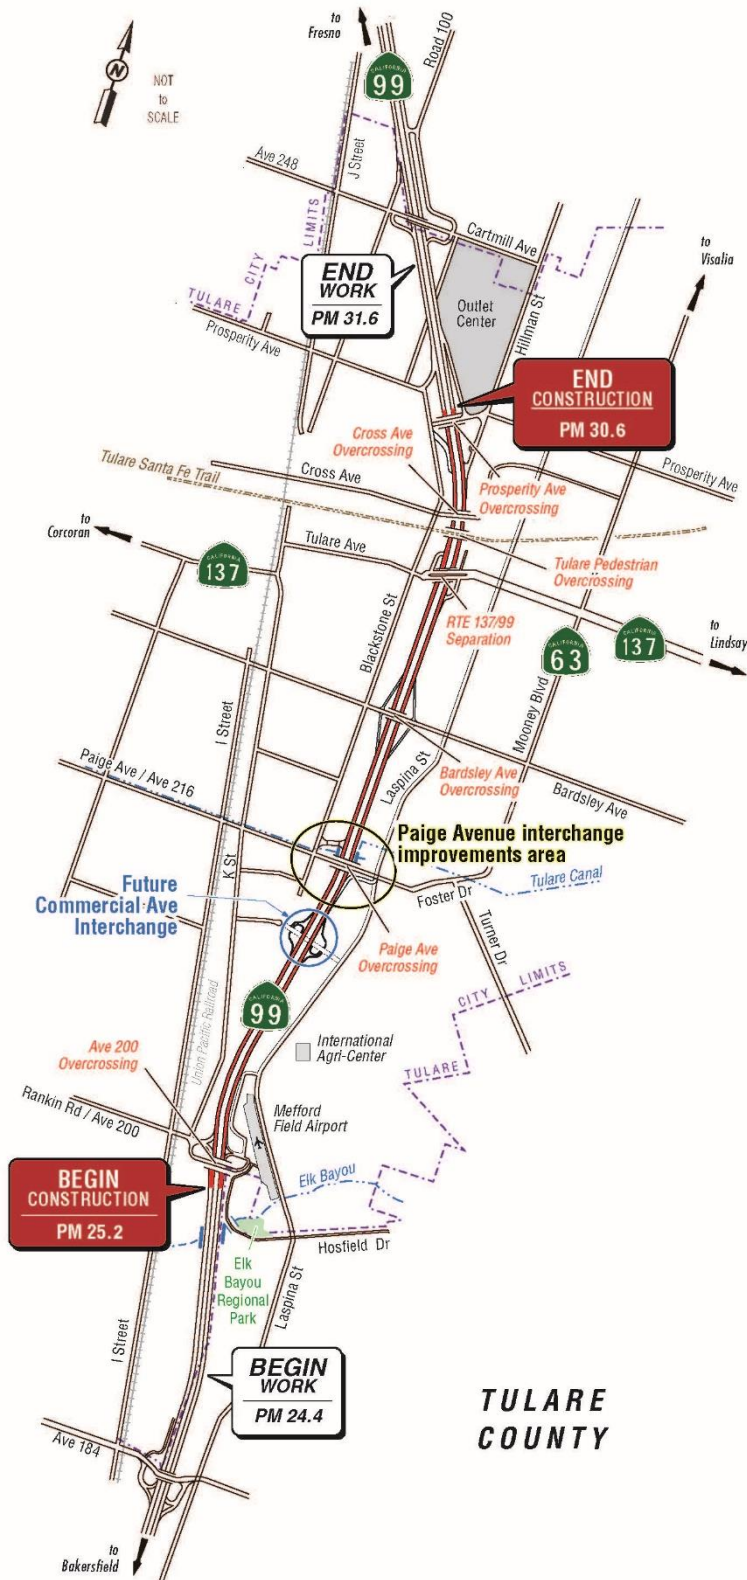 to
Fresno
Road 100
CALIFORNIA
99
N
NOT
to
SCALE
J Street
Ave 248
CITY LIMITS
TULARE
Cartmill Ave
to
Visalia
END
WORK
PM 31.6
Outlet
Center
Hillman St
Prosperity Ave
END
CONSTRUCTION
PM 30.6
Cross Ave
Overcrossing
Tulare Santa Fe Trail
Cross Ave
Prosperity Ave
Overcrossing
Prosperity Ave
to
Corcoran
CALIFORNIA
137
Tulare Ave
Tulare Pedestrian
Overcrossing
RTE 137/99
Separation
Blackstone St
CALIFORNIA
63
CALIFORNIA
137
to
Lindsay
Mooney Blvd
I Street
Laspina St
Bardsley Ave
Overcrossing
Bardsley Ave
Paige Ave / Ave 216
Paige Avenue interchange
improvements area
K St
Future
Commercial Ave
Interchange
Foster Dr
Tulare Canal
Turner Dr
Paige Ave
Overcrossing
CITY LIMITS
TULARE
CALIFORNIA
99
Union Pacific Railroad
International
Agri-Center
Ave 200
Overcrossing
Rankin Rd / Ave 200
Mefford
Field Airport
BEGIN
CONSTRUCTION
PM 25.2
Elk Bayou
Hosfield Dr
Elk
Bayou
Regional
Park
Laspina St
I Street
BEGIN
WORK
PM 24.4
TULARE
COUNTY
Ave 184
to
Bakersfield